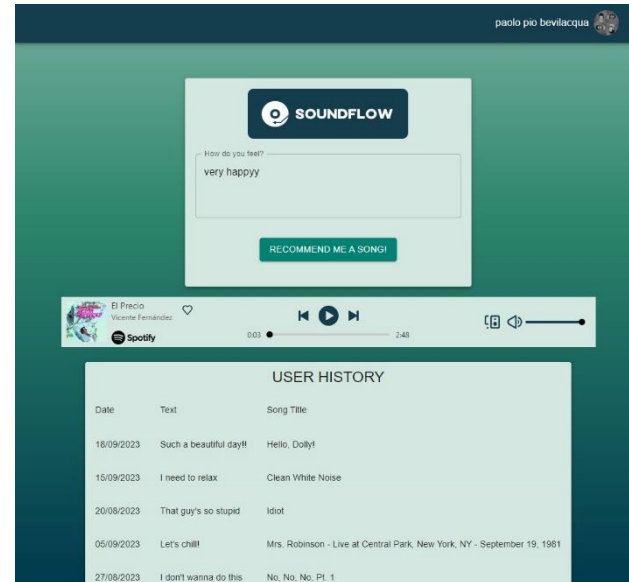 paolo pio bevilacqua
SOUNDFLOW
How do you feel?
very happyy
RECOMMEND ME A SONG!
El Precio
Vicente Fernández
Spotify
0:03 2:48
USER HISTORY
Date Text Song Title
18/09/2023 Such a beautiful day!! Hello, Dolly!
15/09/2023 I need to relax Clean White Noise
20/08/2023 That guy's so stupid Idiot
05/09/2023 Let's chill! Mrs. Robinson - Live at Central Park, New York, NY - September 19, 1981
27/08/2023 I don't wanna do this No, No, No, Pt. 1